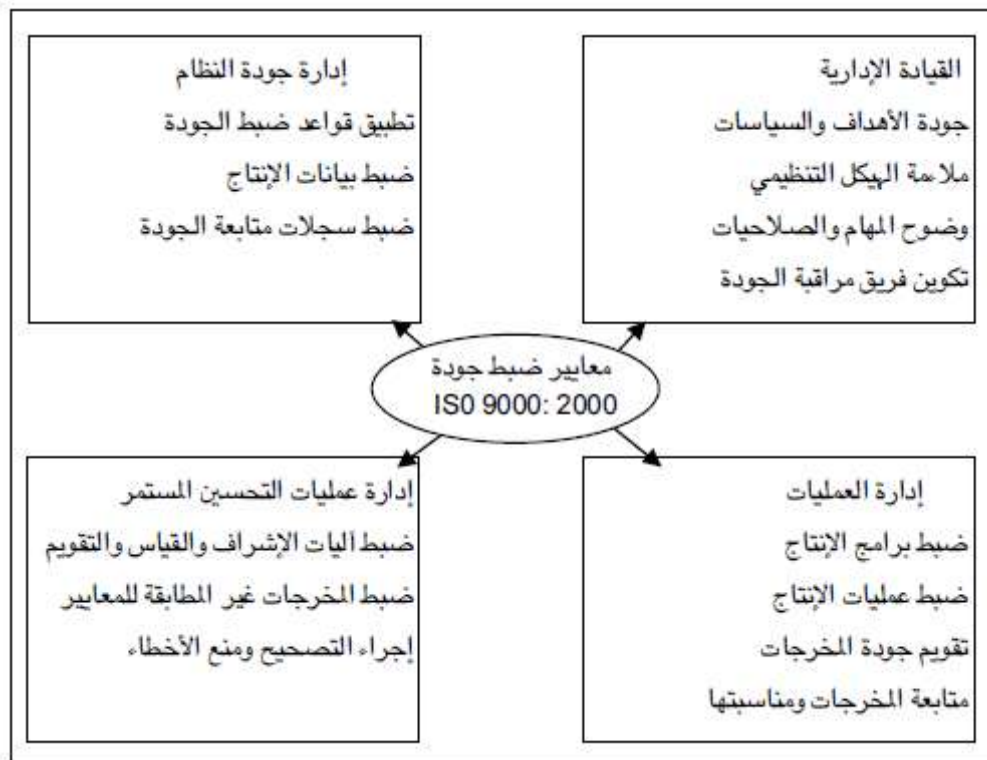 القيادة الإدارية
جودة الأهداف والسياسات
ملاءمة الهيكل التنظيمي
وضوح المهام والصلاحيات
تكوين فريق مراقبة الجودة
إدارة جودة النظام
تطبيق قواعد ضبط الجودة
ضبط بيانات الإنتاج
ضبط سجلات متابعة الجودة
معايير ضبط جودة
IS0 9000: 2000
إدارة العمليات
ضبط برامج الإنتاج
ضبط عمليات الإنتاج
تقويم جودة المخرجات
متابعة المخرجات ومناسبتها
إدارة عمليات التحسين المستمر
ضبط آليات الإشراف والقياس والتقويم
ضبط المخرجات غير المطابقة للمعايير
إجراء التصحيح ومنع الأخطاء